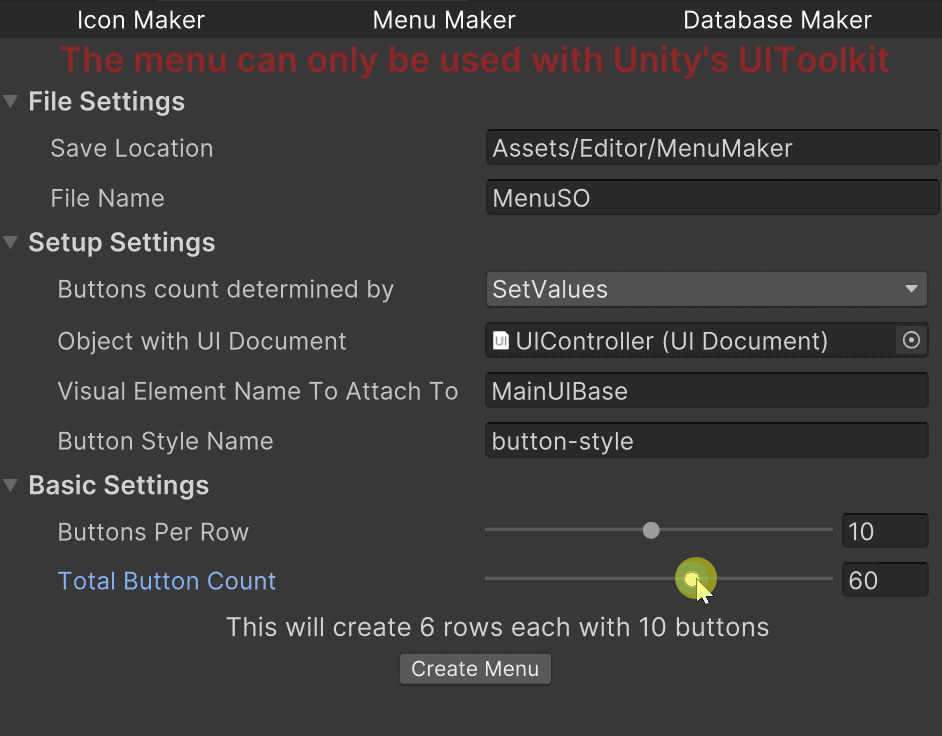 Icon Maker Menu Maker Database Maker
The menu can only be used with Unity's UIToolkit
File Settings
Save Location Assets/Editor/MenuMaker
File Name MenuSO
Setup Settings
Buttons count determined by SetValues
Object with UI Document UIController (UI Document)
Visual Element Name To Attach To MainUIBase
Button Style Name button-style
Basic Settings
Buttons Per Row 10
Total Button Count 60
This will create 6 rows each with 10 buttons
Create Menu